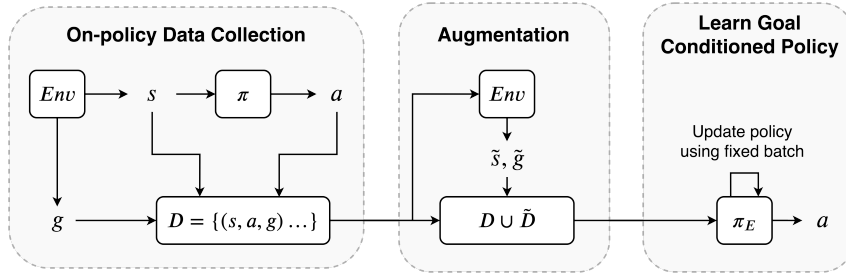 On-policy Data Collection
Env
s
π
a
g
D = {(s, a, g) …}
Augmentation
Env
s̃, g̃
D ∪ D̃
Learn Goal
Conditioned Policy
Update policy
using fixed batch
π_E
a